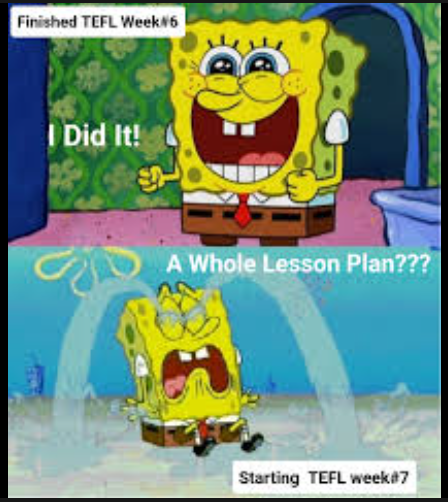 Finished TEFL Week#6
I Did It!
A Whole Lesson Plan???
Starting TEFL week#7